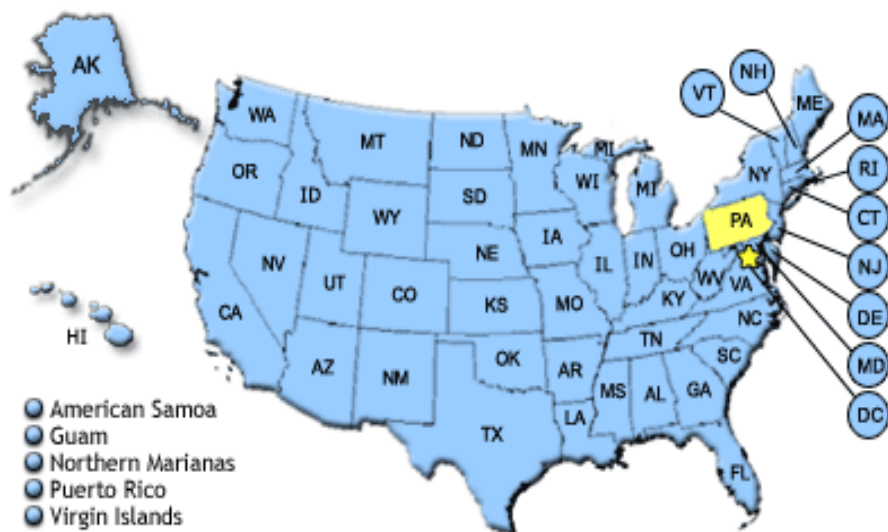 AK
NH
VT
ME
WA
MA
MT
ND
MN
MI
OR
WI
MI
NY
RI
ID
SD
WY
PA
CT
IA
NE
OH
NV
IL
IN
NJ
UT
WV
VA
CO
CA
KS
MO
KY
DE
HI
NC
TN
OK
AZ
NM
AR
SC
MD
MS
AL
GA
DC
American Samoa
LA
TX
Guam
Northern Marianas
FL
Puerto Rico
Virgin Islands